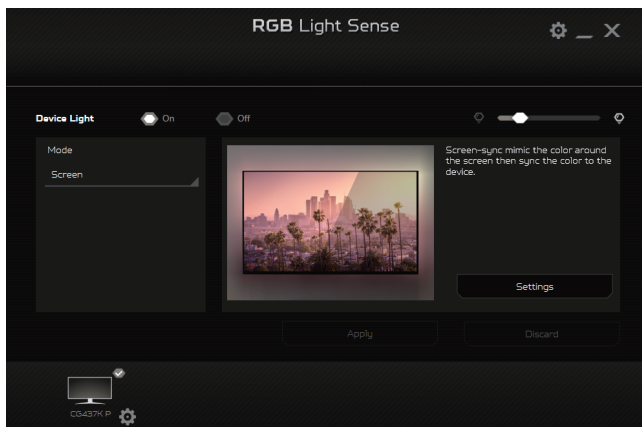 RGB Light Sense
Device Light On Off
Mode
Screen
Screen-sync mimic the color around
the screen then sync the color to the
device.
Settings
Apply Discard
CG437K P